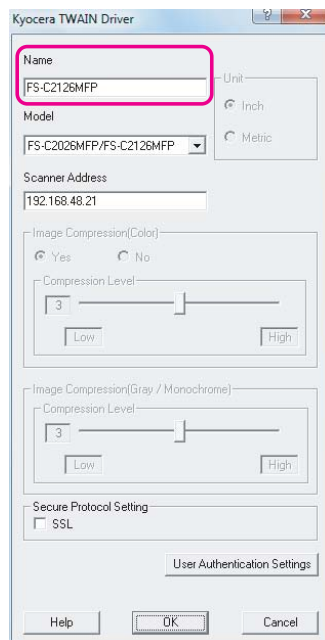 Kyocera TWAIN Driver
Name
FS-C2126MFP
Unit
Inch
Metric
Model
FS-C2026MFP/FS-C2126MFP
Scanner Address
192.168.48.21
Image Compression(Color)
Yes No
Compression Level
3
Low High
Image Compression(Gray / Monochrome)
Compression Level
3
Low High
Secure Protocol Setting
SSL
User Authentication Settings
Help OK Cancel